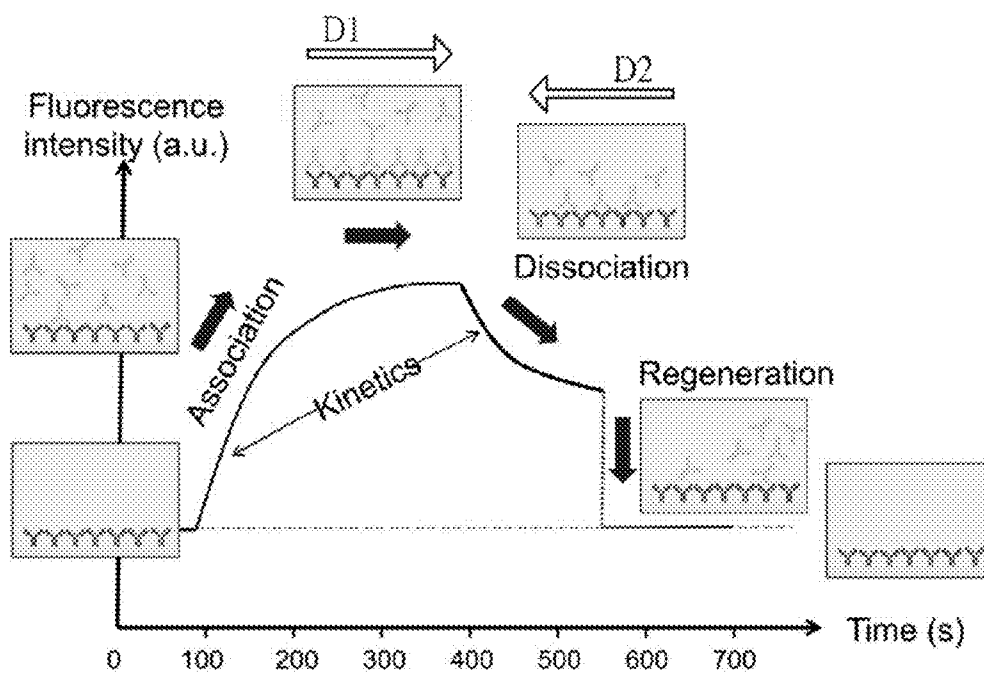 D1
D2
Fluorescence
intensity (a.u.)
Dissociation
Association
Kinetics
Regeneration
Time (s)
0 100 200 300 400 500 600 700